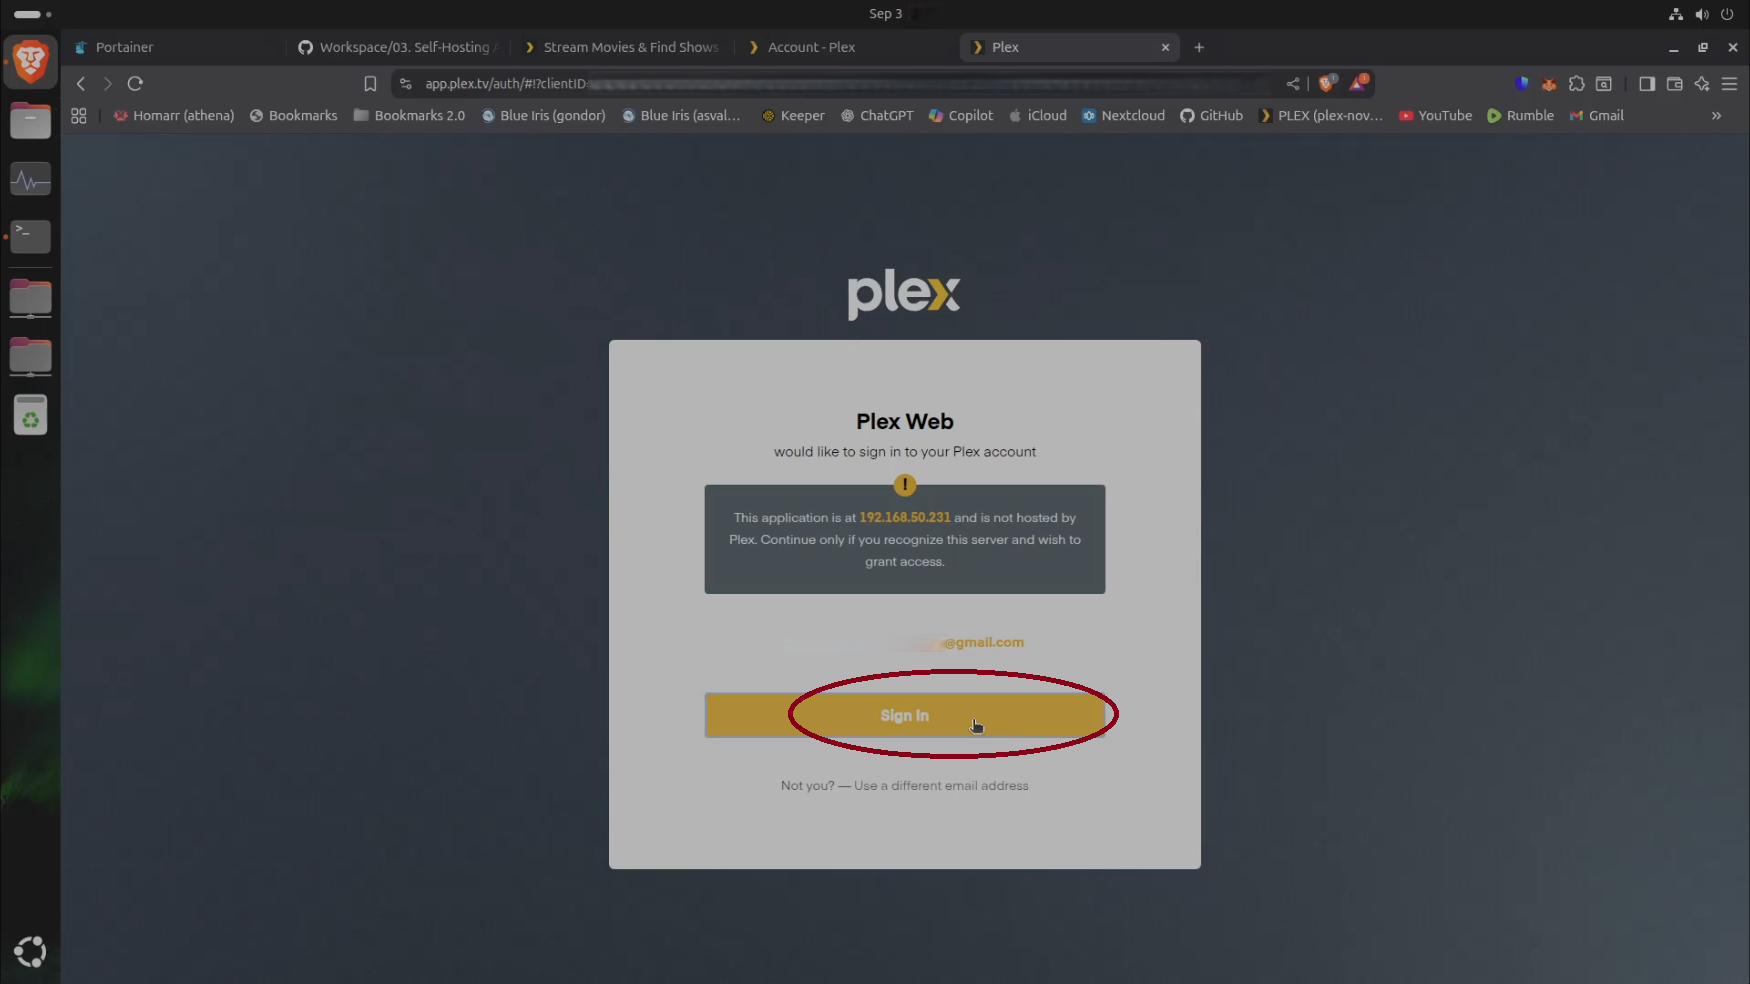 Sep 3
Portainer
Workspace/03. Self-Hosting A
Stream Movies & Find Shows
Account - Plex
Plex
app.plex.tv/auth/#!?clientID=
Homarr (athena)
Bookmarks
Bookmarks 2.0
Blue Iris (gondor)
Blue Iris (asval...
Keeper
ChatGPT
Copilot
iCloud
Nextcloud
GitHub
PLEX (plex-nov...
YouTube
Rumble
Gmail
plex
Plex Web
would like to sign in to your Plex account
!
This application is at 192.168.50.231 and is not hosted by
Plex. Continue only if you recognize this server and wish to
grant access.
@gmail.com
Sign In
Not you? — Use a different email address